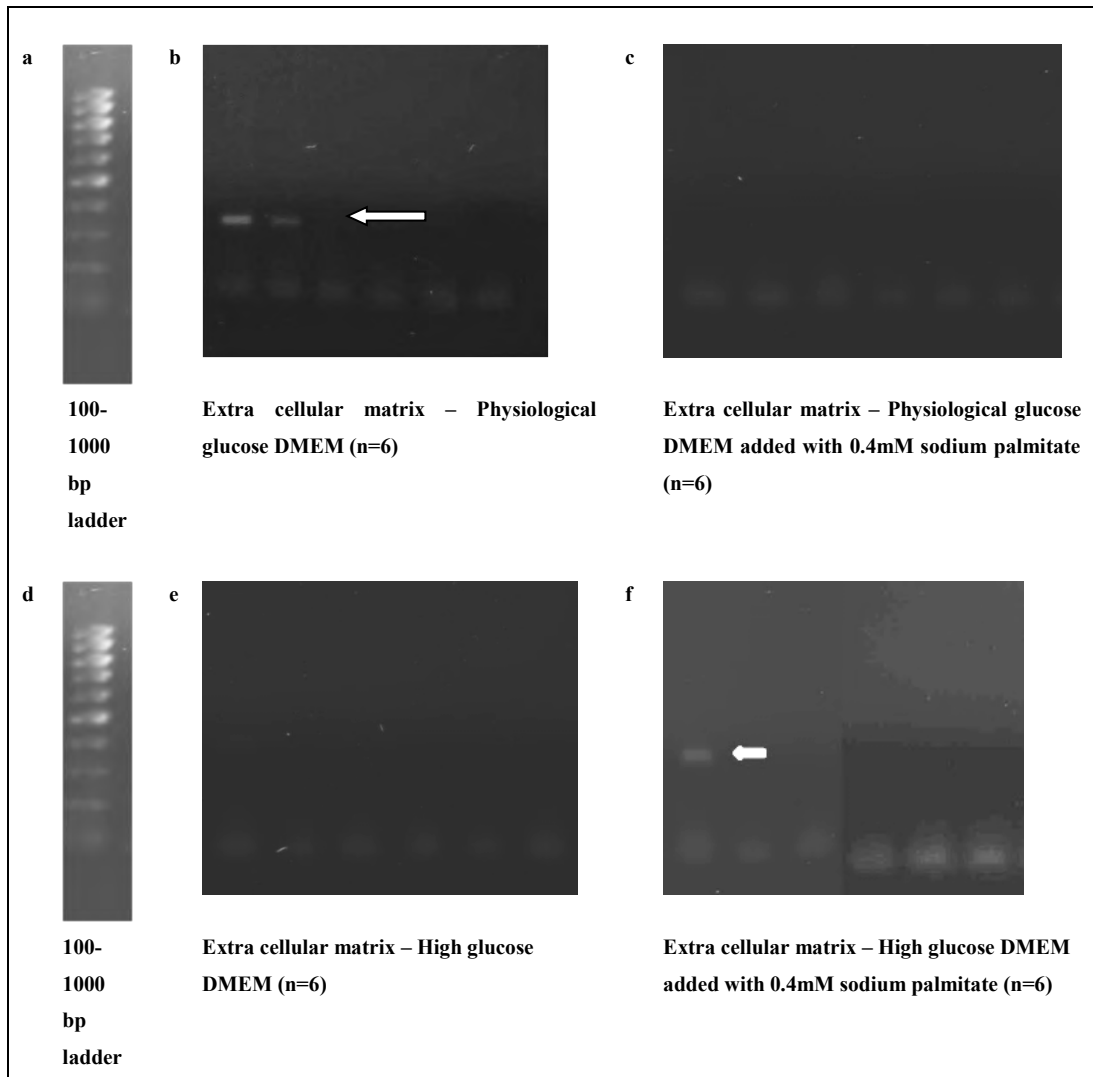 a
b
c
100-
1000
bp
ladder
Extra cellular matrix – Physiological
glucose DMEM (n=6)
Extra cellular matrix – Physiological glucose
DMEM added with 0.4mM sodium palmitate
(n=6)
d
e
f
100-
1000
bp
ladder
Extra cellular matrix – High glucose
DMEM (n=6)
Extra cellular matrix – High glucose DMEM
added with 0.4mM sodium palmitate (n=6)